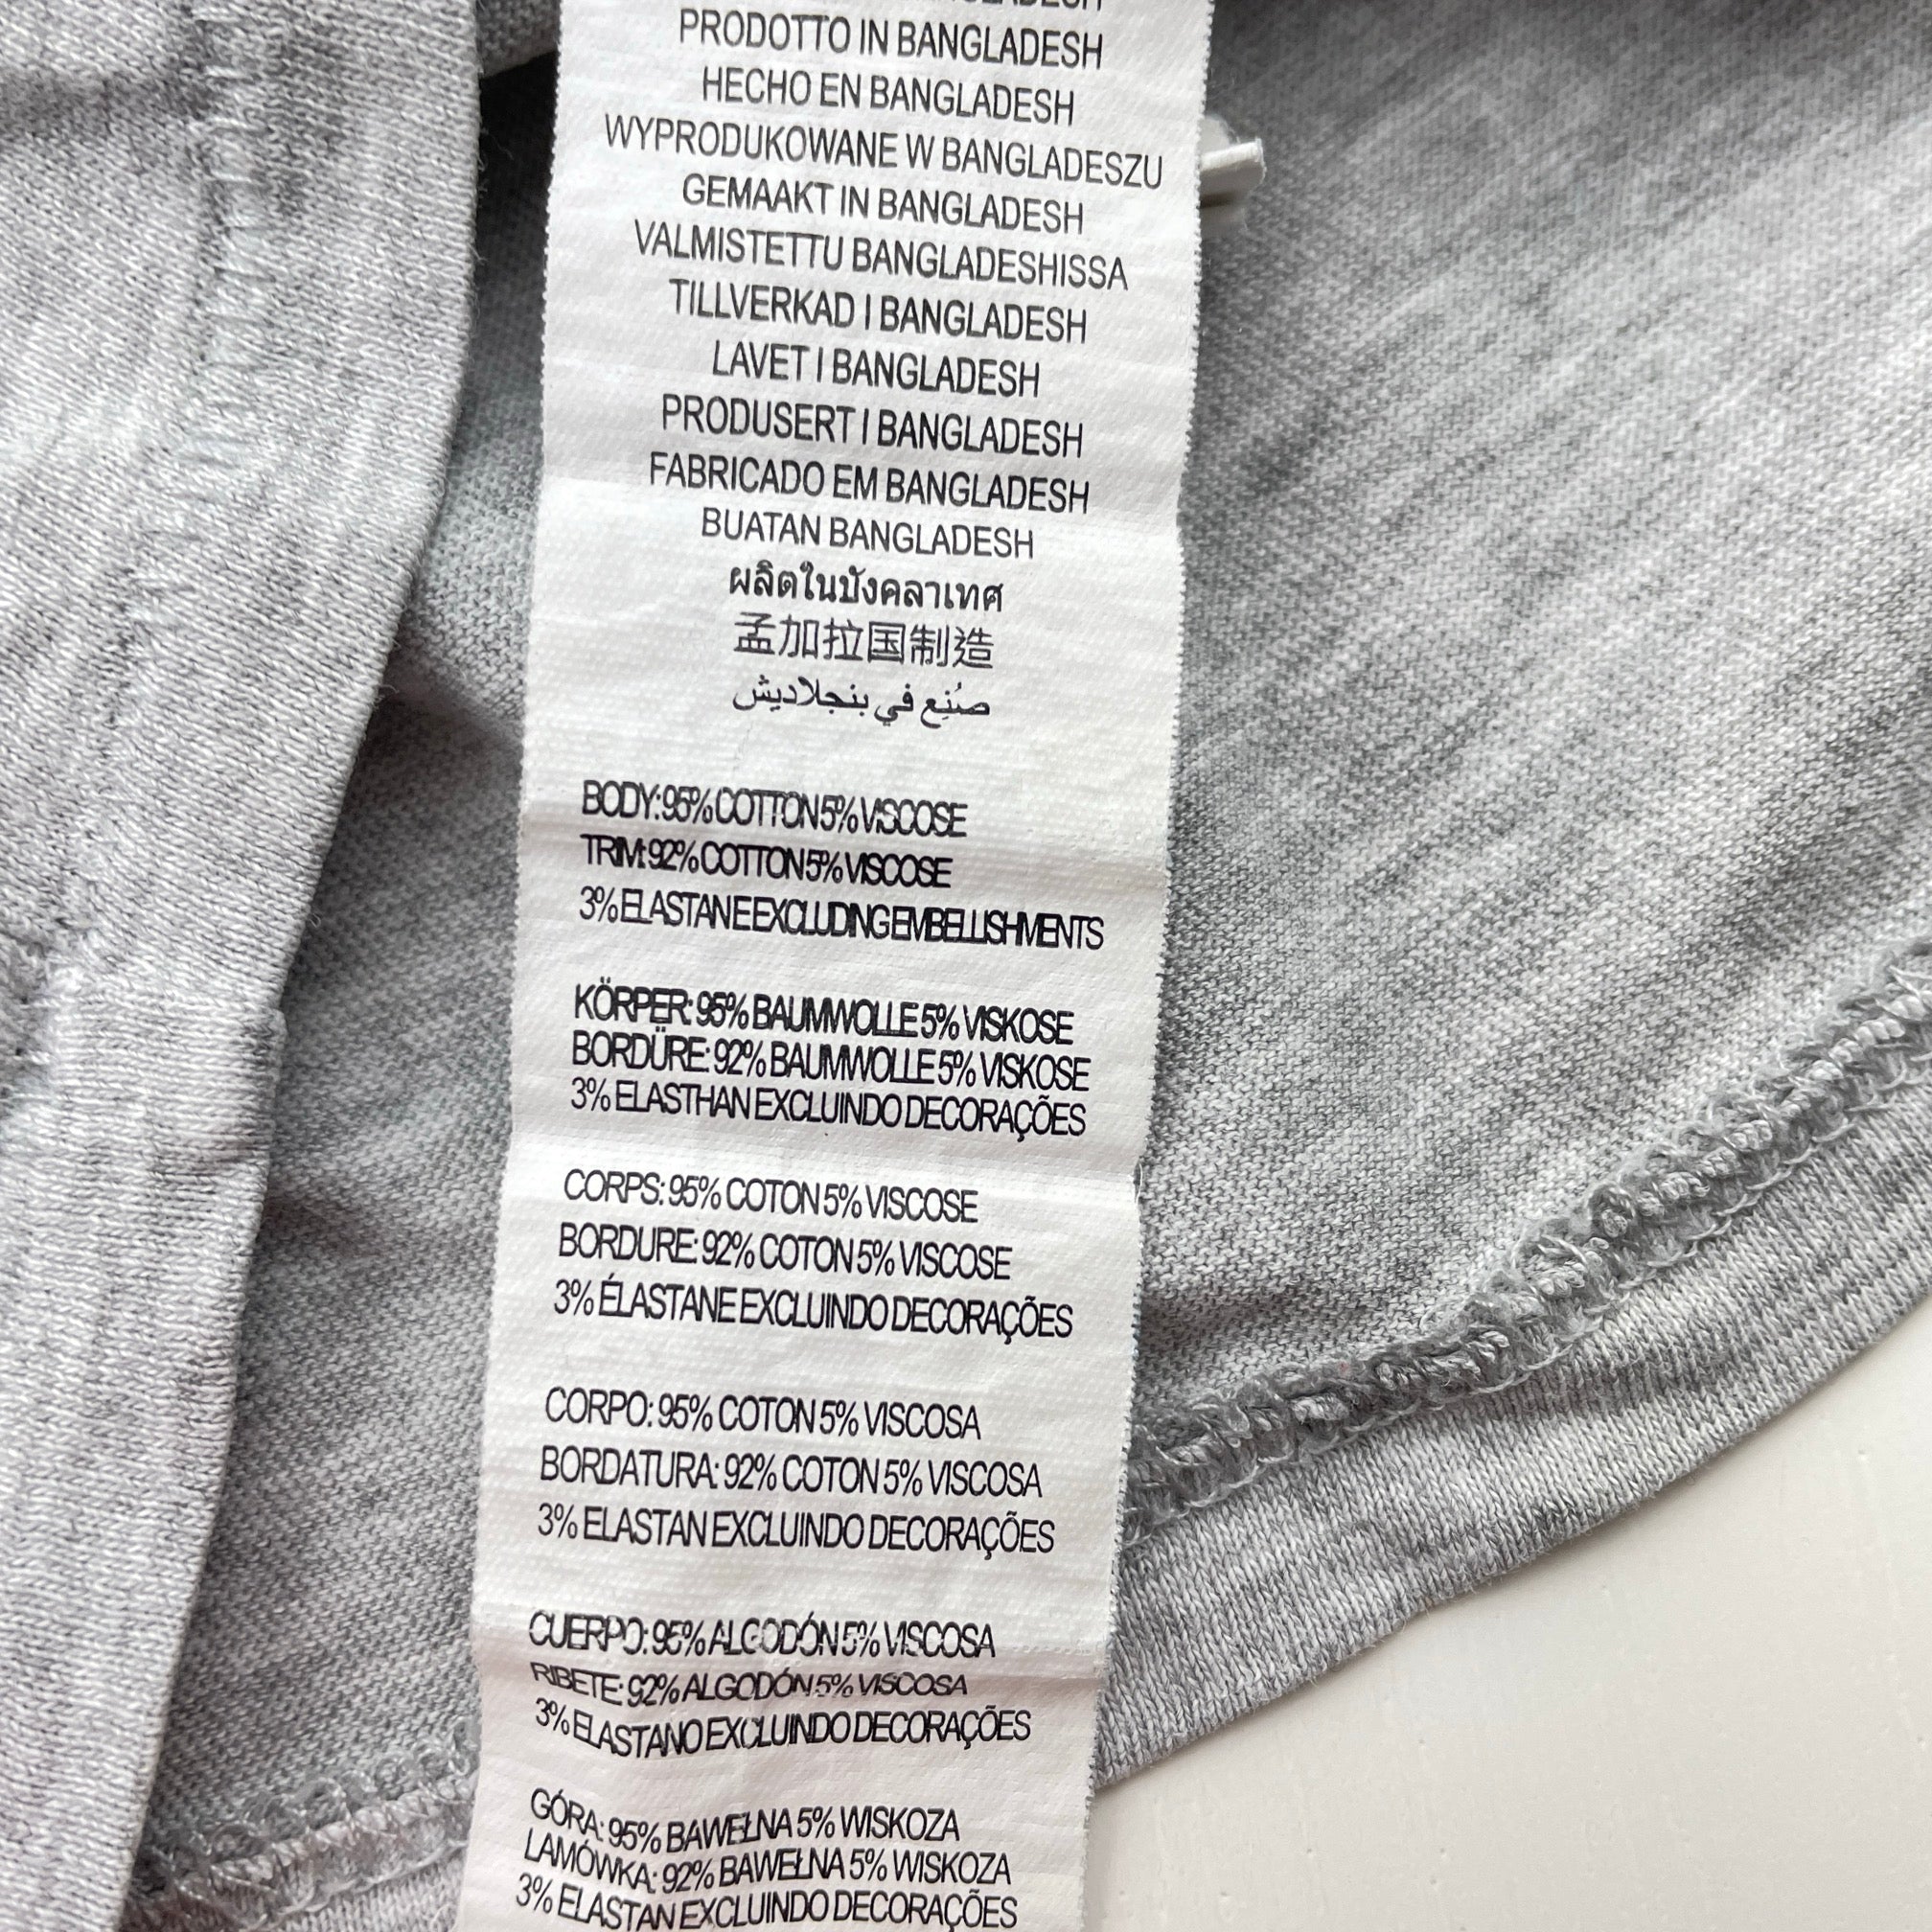 PRODOTTO IN BANGLADESH
HECHO EN BANGLADESH
WYPRODUKOWANE W BANGLADESZU
GEMAAKT IN BANGLADESH
VALMISTETTU BANGLADESHISSA
TILLVERKAD I BANGLADESH
LAVET I BANGLADESH
PRODUSERT I BANGLADESH
FABRICADO EM BANGLADESH
BUATAN BANGLADESH
ผลิตในบังคลาเทศ
孟加拉国制造
صُنِع في بنجلاديش
BODY:95% COTTON 5% VISCOSE
TRIM:92% COTTON 5% VISCOSE
3% ELASTANE EXCLUDING EMBELLISHMENTS
KÖRPER: 95% BAUMWOLLE 5% VISKOSE
BORDÜRE: 92% BAUMWOLLE 5% VISKOSE
3% ELASTHAN EXCLUINDO DECORAÇÕES
CORPS: 95% COTON 5% VISCOSE
BORDURE: 92% COTON 5% VISCOSE
3% ÉLASTANE EXCLUINDO DECORAÇÕES
CORPO: 95% COTON 5% VISCOSA
BORDATURA: 92% COTON 5% VISCOSA
3% ELASTAN EXCLUINDO DECORAÇÕES
CUERPO: 95% ALGODÓN 5% VISCOSA
RIBETE: 92% ALGODÓN 5% VISCOSA
3% ELASTANO EXCLUINDO DECORAÇÕES
GÓRA: 95% BAWEŁNA 5% WISKOZA
LAMÓWKA: 92% BAWEŁNA 5% WISKOZA
3% ELASTAN EXCLUINDO DECORAÇÕES